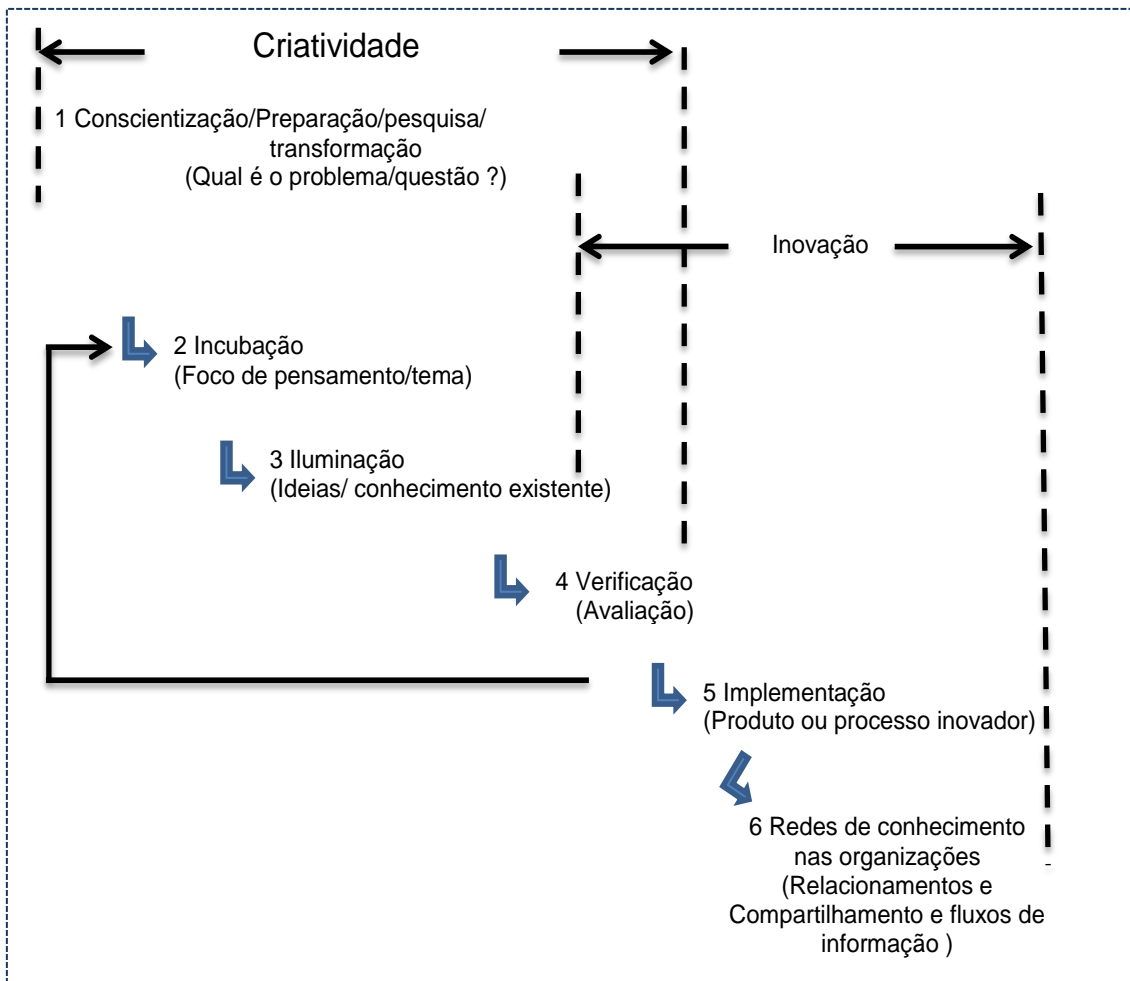 Criatividade
1 Conscientização/Preparação/pesquisa/
transformação
(Qual é o problema/questão ?)
Inovação
2 Incubação
(Foco de pensamento/tema)
3 Iluminação
(Ideias/ conhecimento existente)
4 Verificação
(Avaliação)
5 Implementação
(Produto ou processo inovador)
6 Redes de conhecimento
nas organizações
(Relacionamentos e
Compartilhamento e fluxos de
informação )